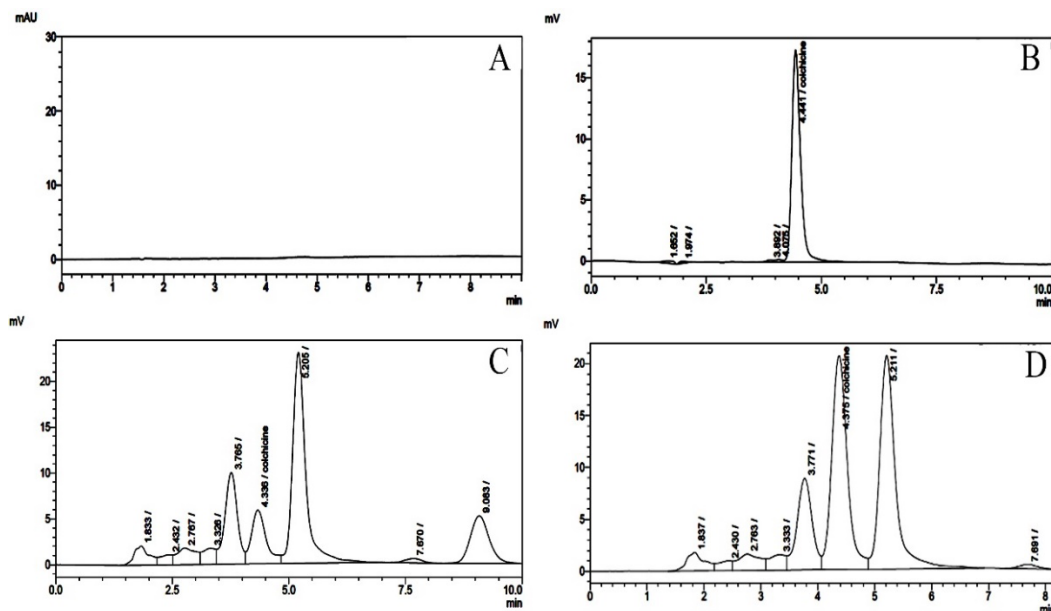 mAU
30
20
10
0
0 1 2 3 4 5 6 7 8
min
A
mV
15
10
5
0
1.652 /
1.974 /
3.892 /
4.075 /
4.441 / colchicine
0.0 2.5 5.0 7.5 10.0
min
B
mV
20
15
10
5
0
1.833 /
2.432 /
2.767 /
3.326 /
3.765 /
4.336 / colchicine
5.205 /
7.670 /
9.083 /
0.0 2.5 5.0 7.5 10.0
min
C
mV
20
15
10
5
0
1.837 /
2.430 /
2.763 /
3.333 /
3.771 /
4.375 / colchicine
5.211 /
7.691 /
0 1 2 3 4 5 6 7 8
min
D